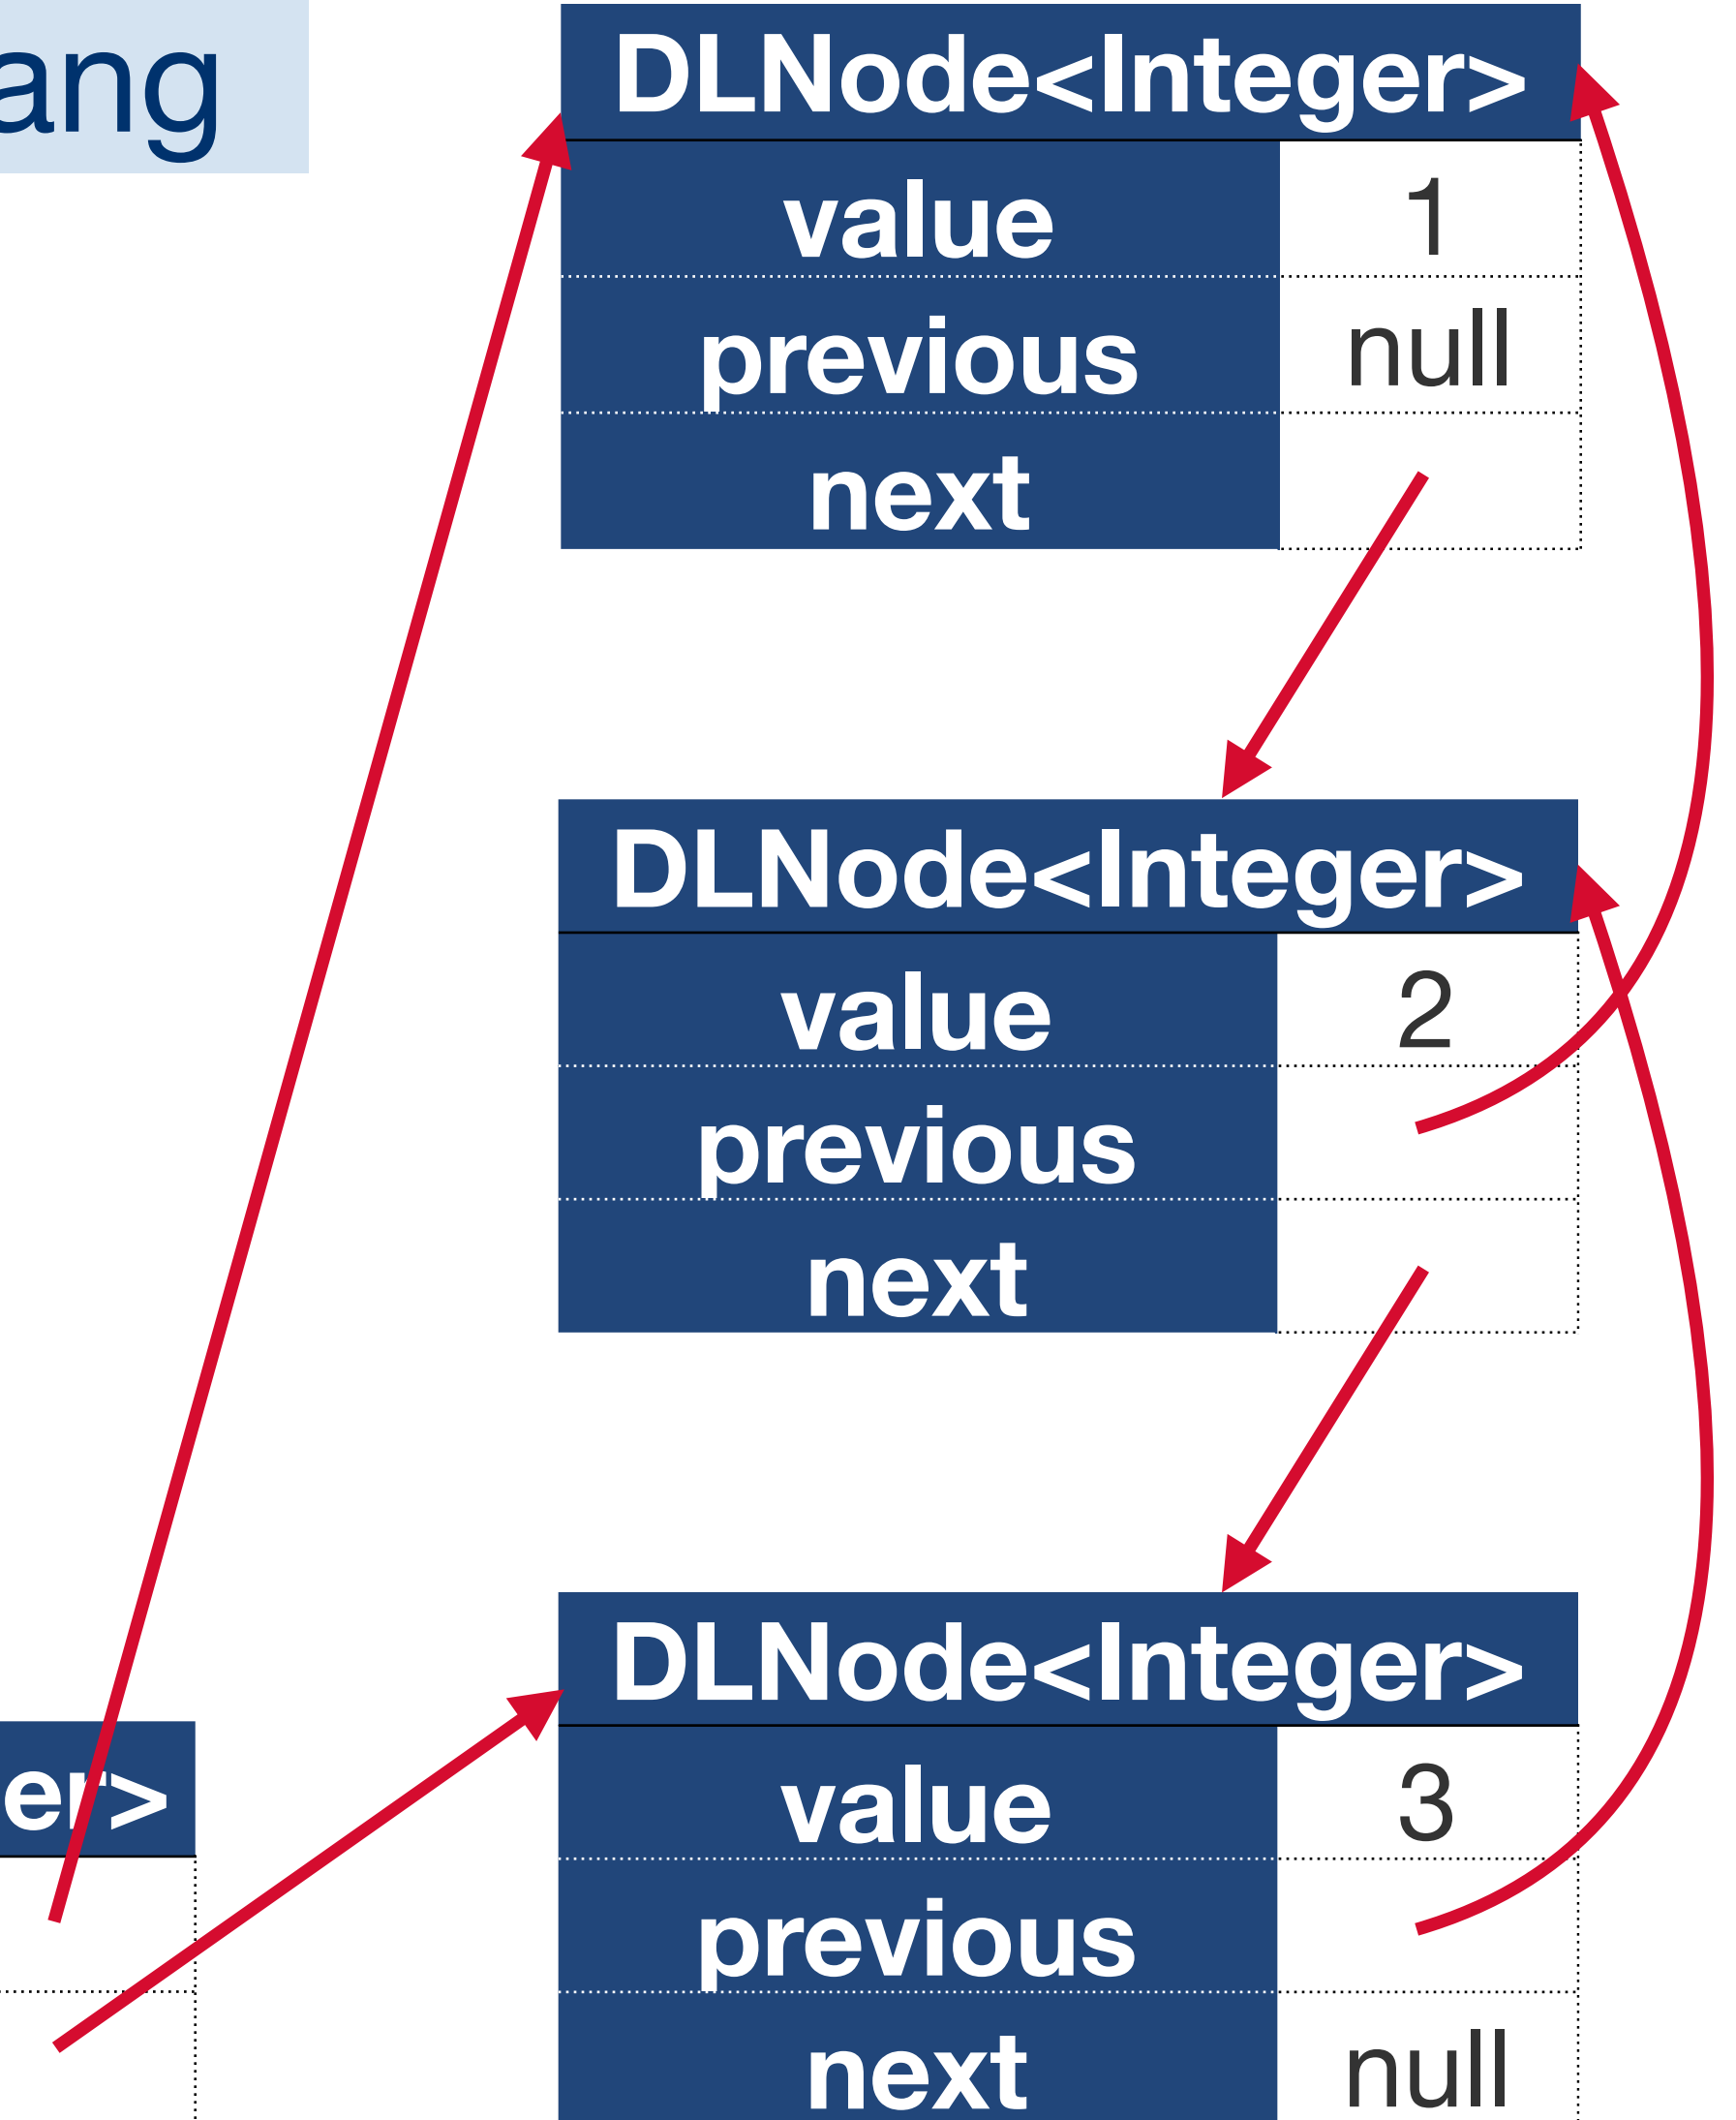 ang
DLNode<Integer>
value 1
previous null
next
DLNode<Integer>
value 2
previous
next
DLNode<Integer>
er>
value 3
previous
next null